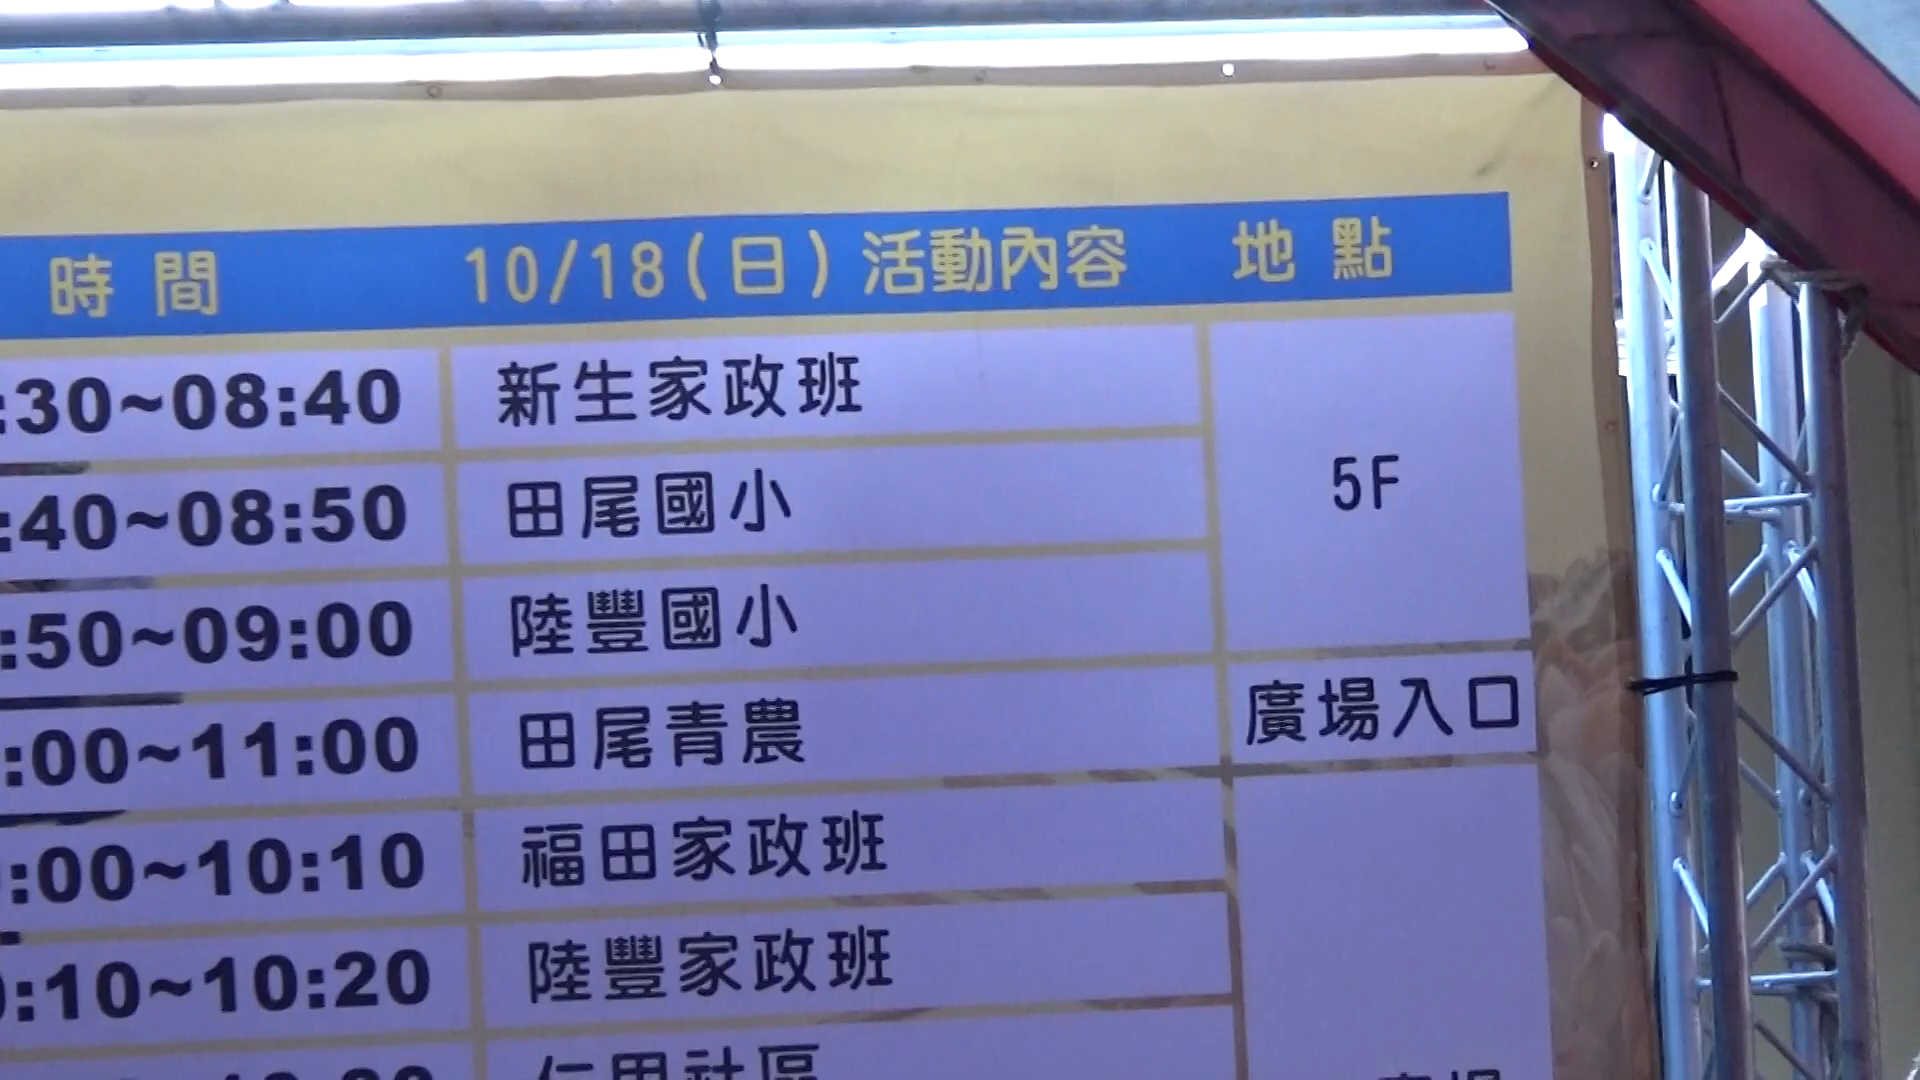 時間 10/18(日)活動內容 地點
:30~08:40 新生家政班
:40~08:50 田尾國小 5F
:50~09:00 陸豐國小
:00~11:00 田尾青農 廣場入口
:00~10:10 福田家政班
:10~10:20 陸豐家政班